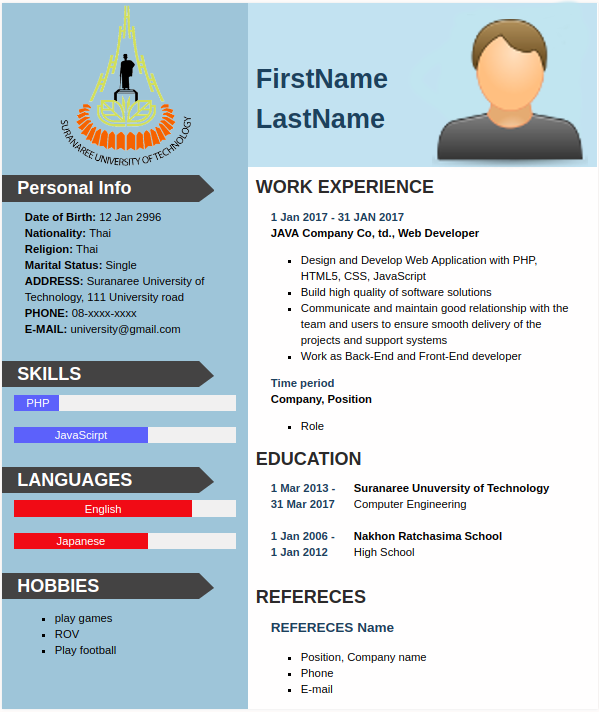 SURANAREE UNIVERSITY OF TECHNOLOGY
FirstName
LastName
Personal Info
Date of Birth: 12 Jan 2996
Nationality: Thai
Religion: Thai
Marital Status: Single
ADDRESS: Suranaree University of
Technology, 111 University road
PHONE: 08-xxxx-xxxx
E-MAIL: university@gmail.com
SKILLS
PHP
JavaScirpt
LANGUAGES
English
Japanese
HOBBIES
play games
ROV
Play football
WORK EXPERIENCE
1 Jan 2017 - 31 JAN 2017
JAVA Company Co, td., Web Developer
Design and Develop Web Application with PHP,
HTML5, CSS, JavaScript
Build high quality of software solutions
Communicate and maintain good relationship with the
team and users to ensure smooth delivery of the
projects and support systems
Work as Back-End and Front-End developer
Time period
Company, Position
Role
EDUCATION
1 Mar 2013 - Suranaree Unuversity of Technology
31 Mar 2017 Computer Engineering
1 Jan 2006 - Nakhon Ratchasima School
1 Jan 2012 High School
REFERECES
REFERECES Name
Position, Company name
Phone
E-mail